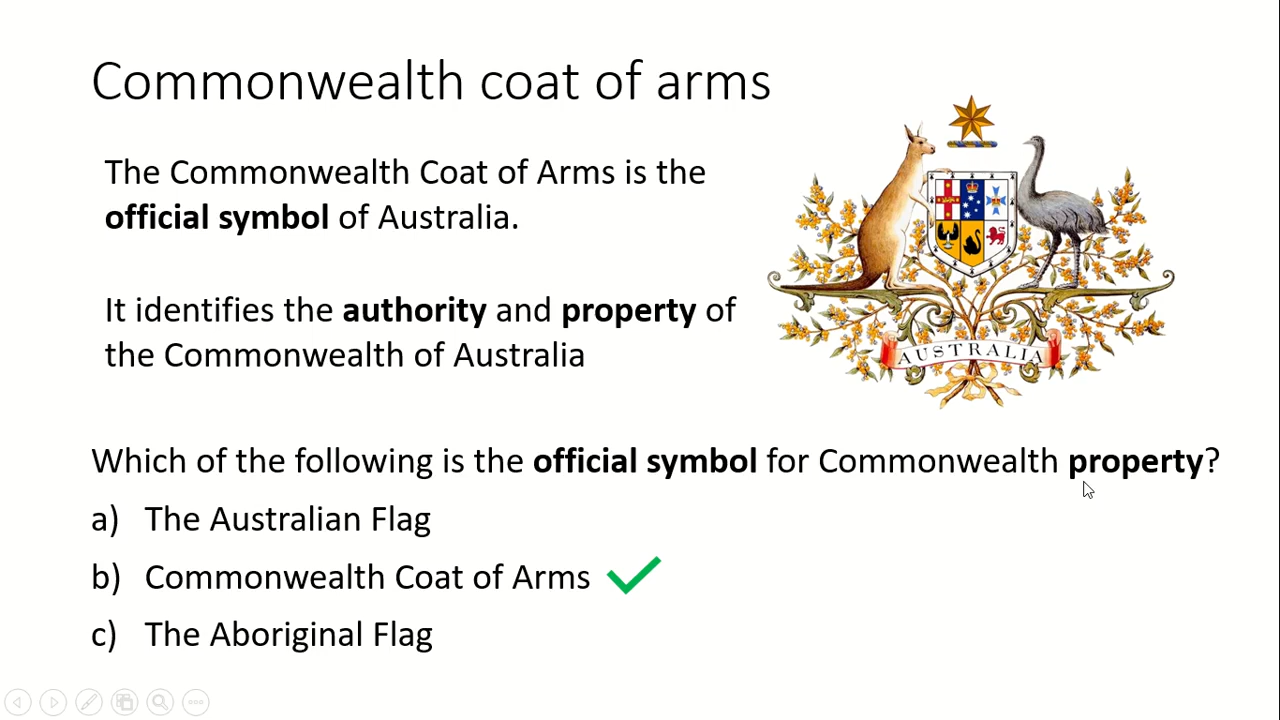 Commonwealth coat of arms
The Commonwealth Coat of Arms is the
official symbol of Australia.
It identifies the authority and property of
the Commonwealth of Australia
AUSTRALIA
Which of the following is the official symbol for Commonwealth property?
a) The Australian Flag
b) Commonwealth Coat of Arms
c) The Aboriginal Flag